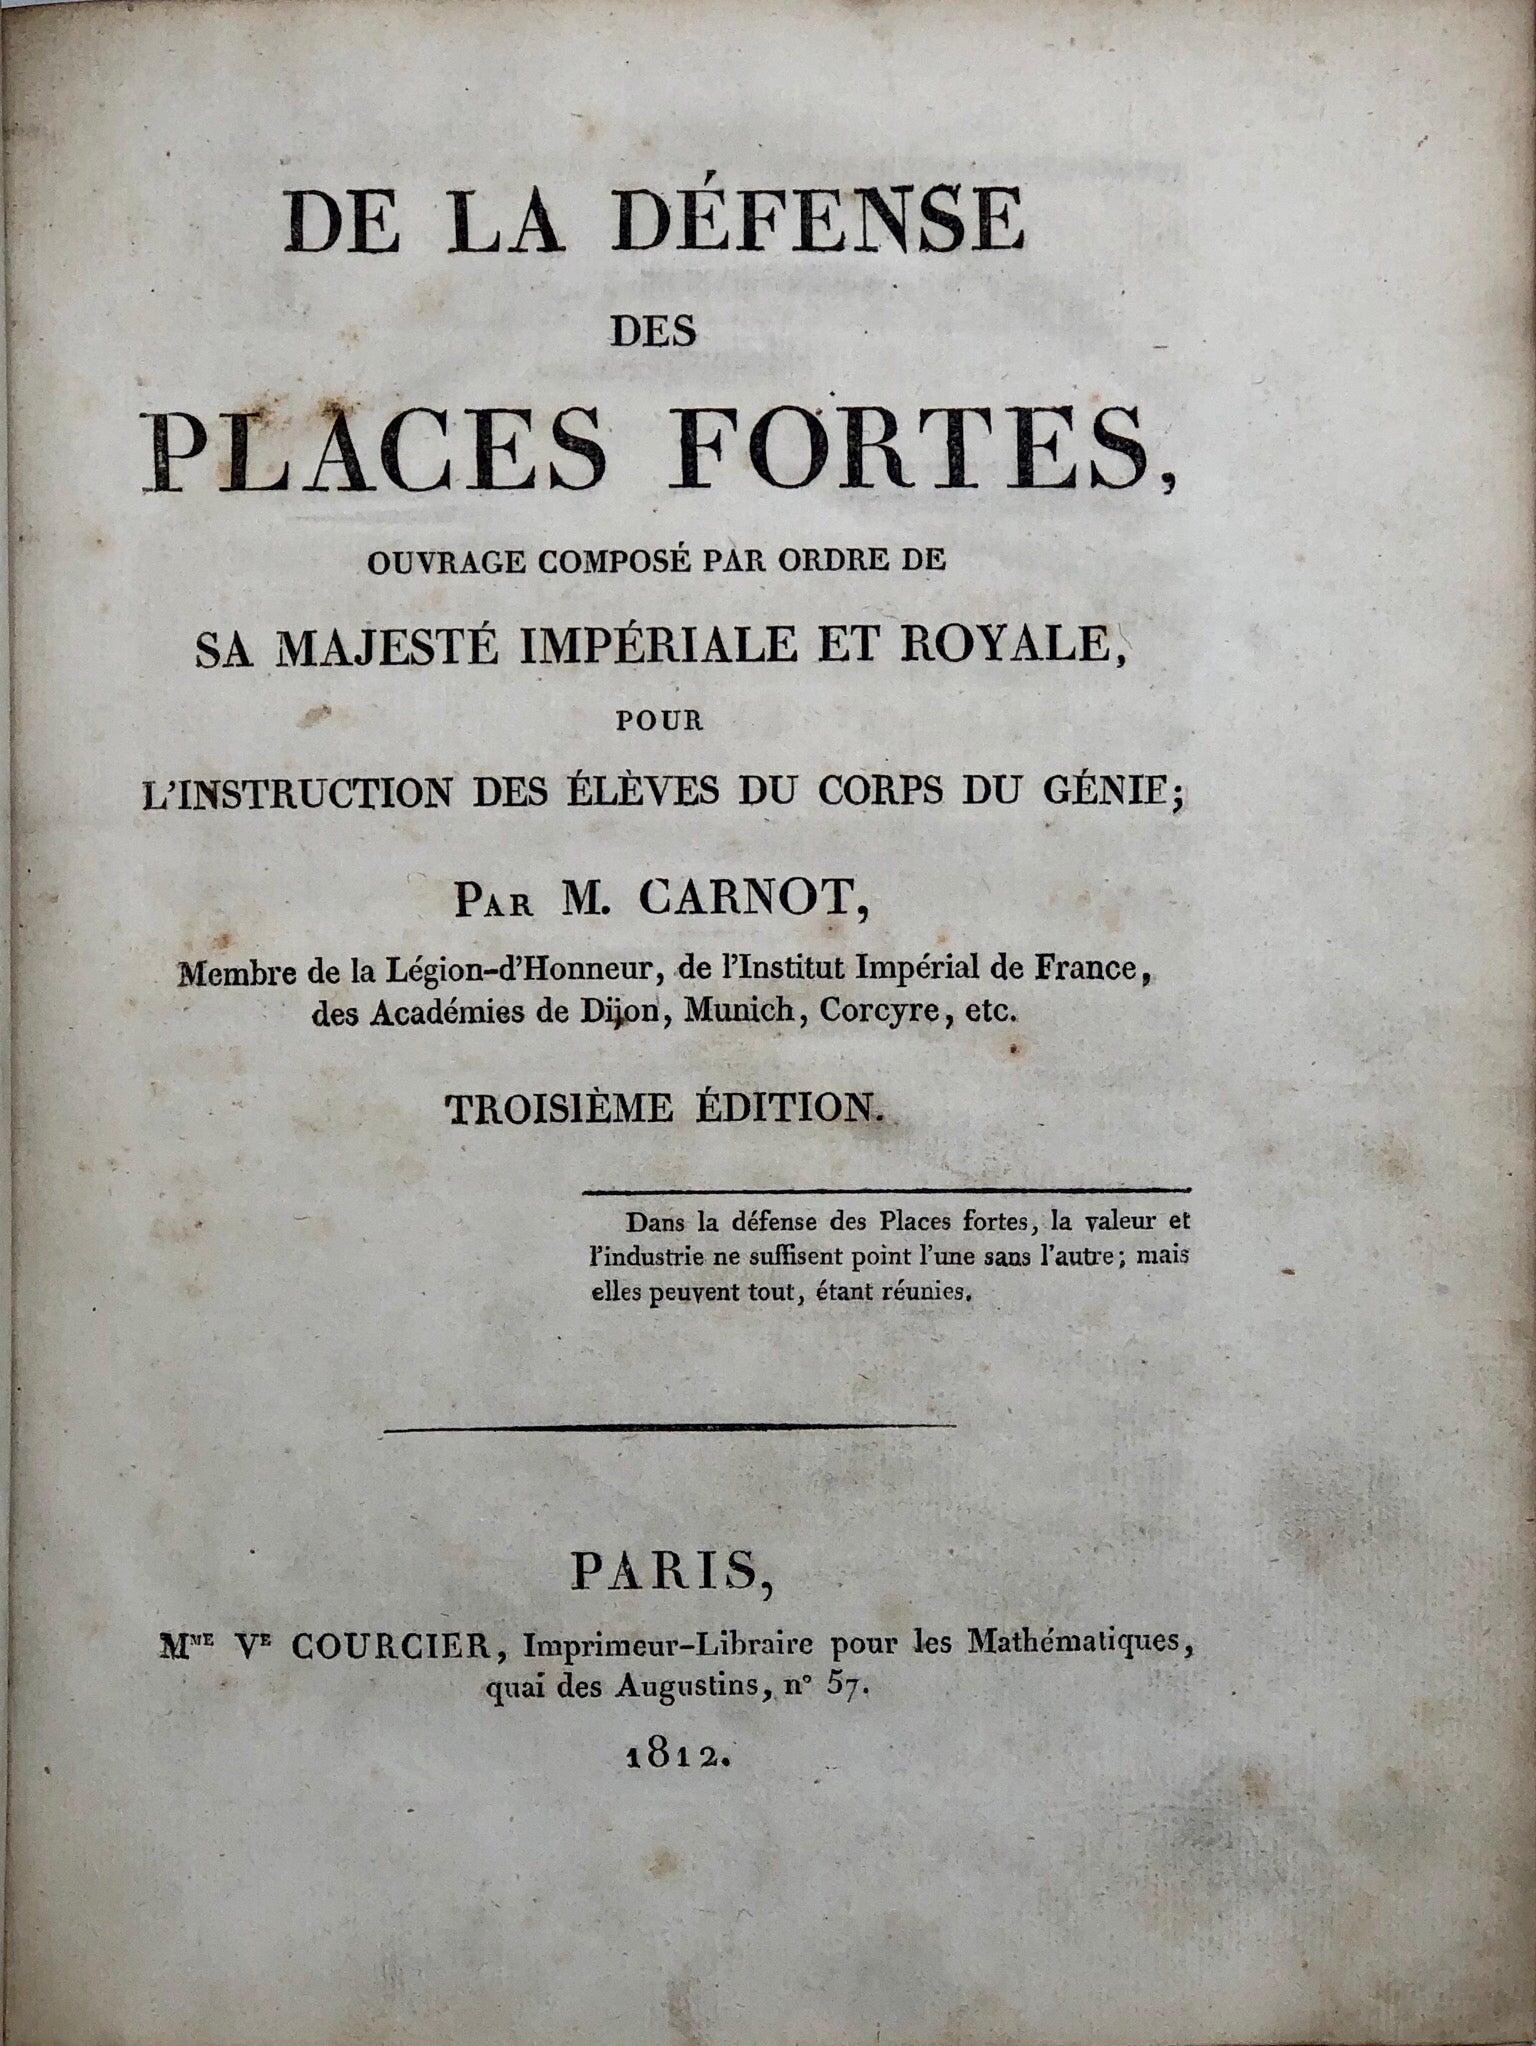 DE LA DÉFENSE
DES
PLACES FORTES,
OUVRAGE COMPOSÉ PAR ORDRE DE
SA MAJESTÉ IMPÉRIALE ET ROYALE,
POUR
L'INSTRUCTION DES ÉLÈVES DU CORPS DU GÉNIE;
PAR M. CARNOT,
Membre de la Légion-d'Honneur, de l'Institut Impérial de France,
des Académies de Dijon, Munich, Corcyre, etc.
TROISIÈME ÉDITION.
Dans la défense des Places fortes, la valeur et
l'industrie ne suffisent point l'une sans l'autre; mais
elles peuvent tout, étant réunies.
PARIS,
MME VE COURCIER, Imprimeur-Libraire pour les Mathématiques,
quai des Augustins, n° 57.
1812.